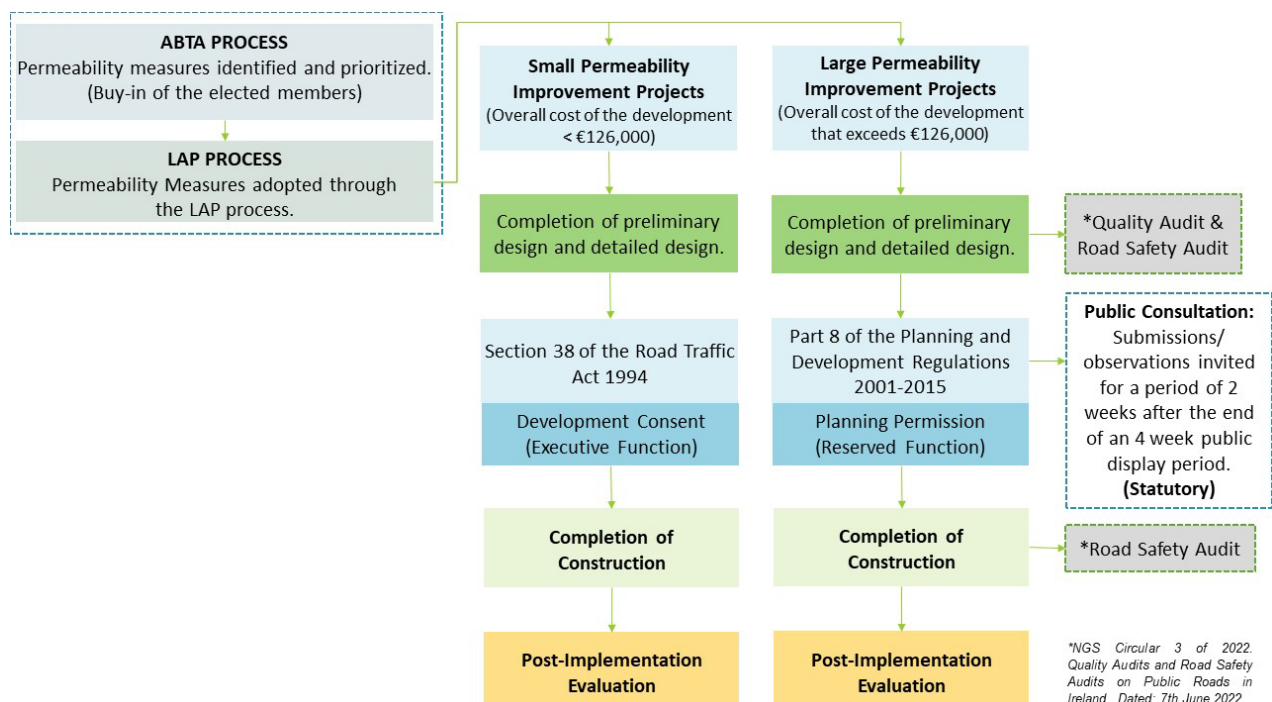 ABTA PROCESS
Permeability measures identified and prioritized.
(Buy-in of the elected members)
LAP PROCESS
Permeability Measures adopted through
the LAP process.
Small Permeability
Improvement Projects
(Overall cost of the development
< €126,000)
Large Permeability
Improvement Projects
(Overall cost of the development
that exceeds €126,000)
Completion of preliminary
design and detailed design.
Completion of preliminary
design and detailed design.
*Quality Audit &
Road Safety Audit
Section 38 of the Road Traffic
Act 1994
Development Consent
(Executive Function)
Part 8 of the Planning and
Development Regulations
2001-2015
Planning Permission
(Reserved Function)
Public Consultation:
Submissions/
observations invited
for a period of 2
weeks after the end
of an 4 week public
display period.
(Statutory)
Completion of
Construction
Completion of
Construction
*Road Safety Audit
Post-Implementation
Evaluation
Post-Implementation
Evaluation
*NGS Circular 3 of 2022.
Quality Audits and Road Safety
Audits on Public Roads in
Ireland. Dated: 7th June 2022